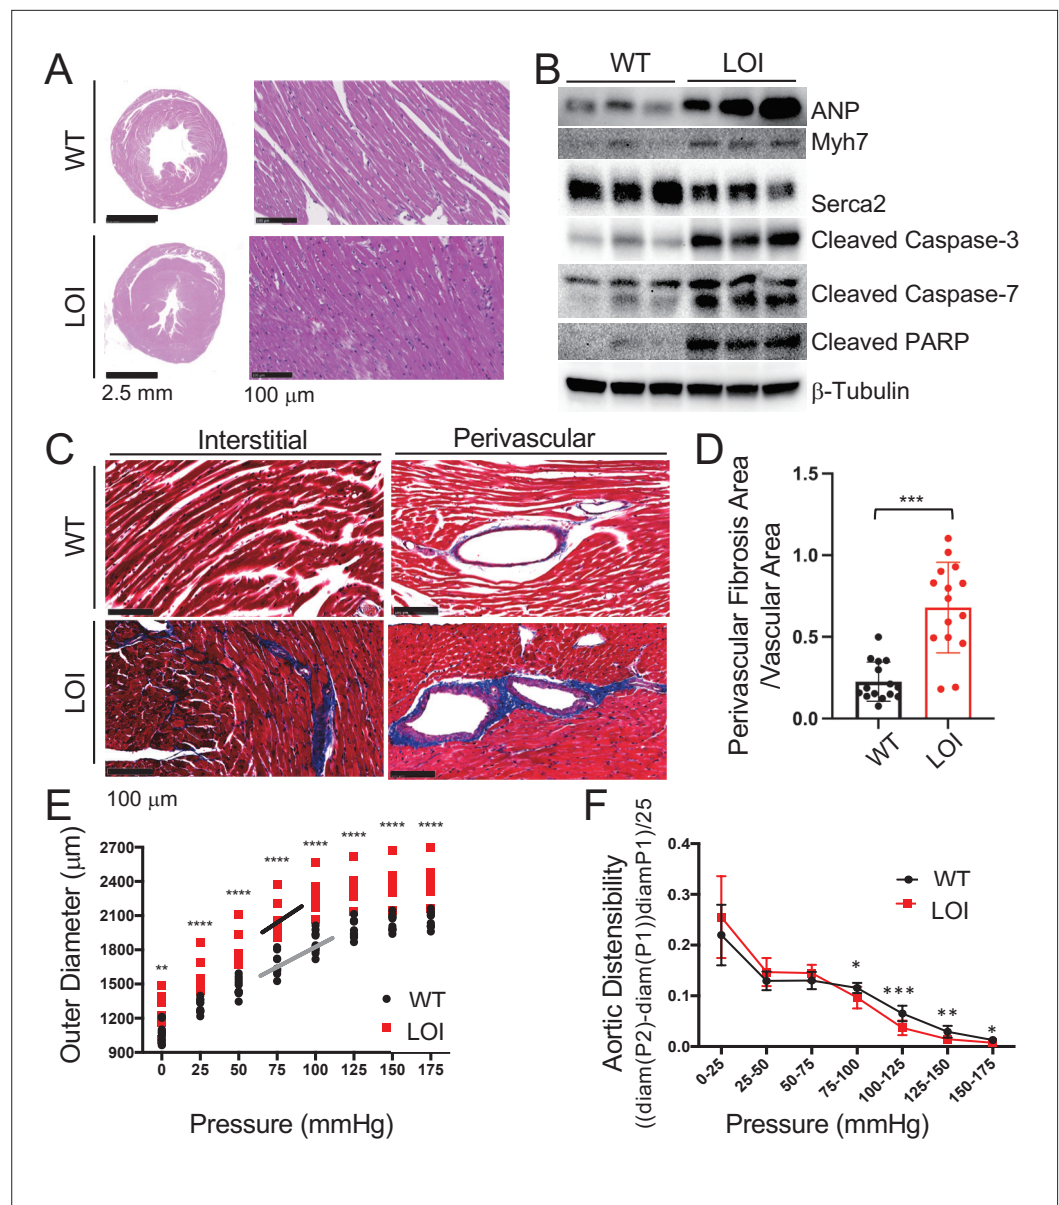 A
WT
LOI
2.5 mm
100 μm
B
WT LOI
ANP
Myh7
Serca2
Cleaved Caspase-3
Cleaved Caspase-7
Cleaved PARP
β-Tubulin
C
Interstitial Perivascular
WT
LOI
100 μm
D
Perivascular Fibrosis Area
/Vascular Area
1.5
1.0
0.5
0.0
***
WT LOI
E
Outer Diameter (μm)
2700
2400
2100
1800
1500
1200
900
** **** **** **** **** **** **** ****
WT
LOI
0 25 50 75 100 125 150 175
Pressure (mmHg)
F
Aortic Distensibility
((diam(P2)-diam(P1))diamP1)/25
0.4
0.3
0.2
0.1
0.0
WT
LOI
* *** ** *
0-25 25-50 50-75 75-100 100-125 125-150 150-175
Pressure (mmHg)